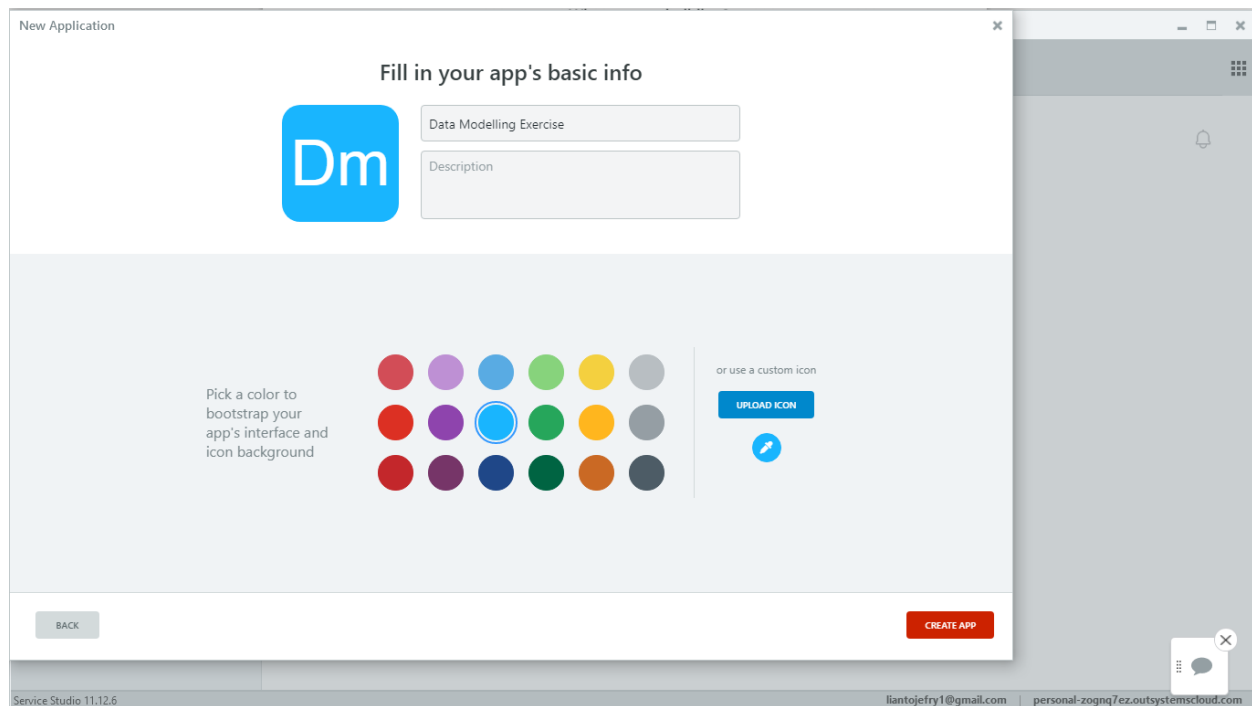 New Application
Fill in your app's basic info
Dm
Data Modelling Exercise
Description
Pick a color to
bootstrap your
app's interface and
icon background
or use a custom icon
UPLOAD ICON
BACK
CREATE APP
Service Studio 11.12.6
liantojefry1@gmail.com | personal-zognq7ez.outsystemscloud.com